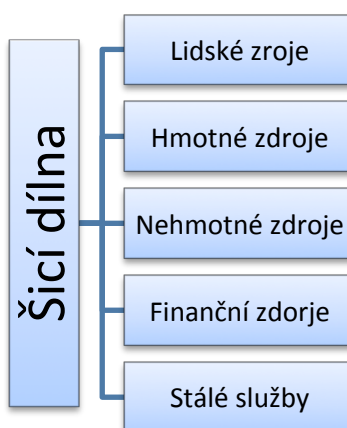 Šicí dílna
Lidské zroje
Hmotné zdroje
Nehmotné zdroje
Finanční zdorje
Stálé služby